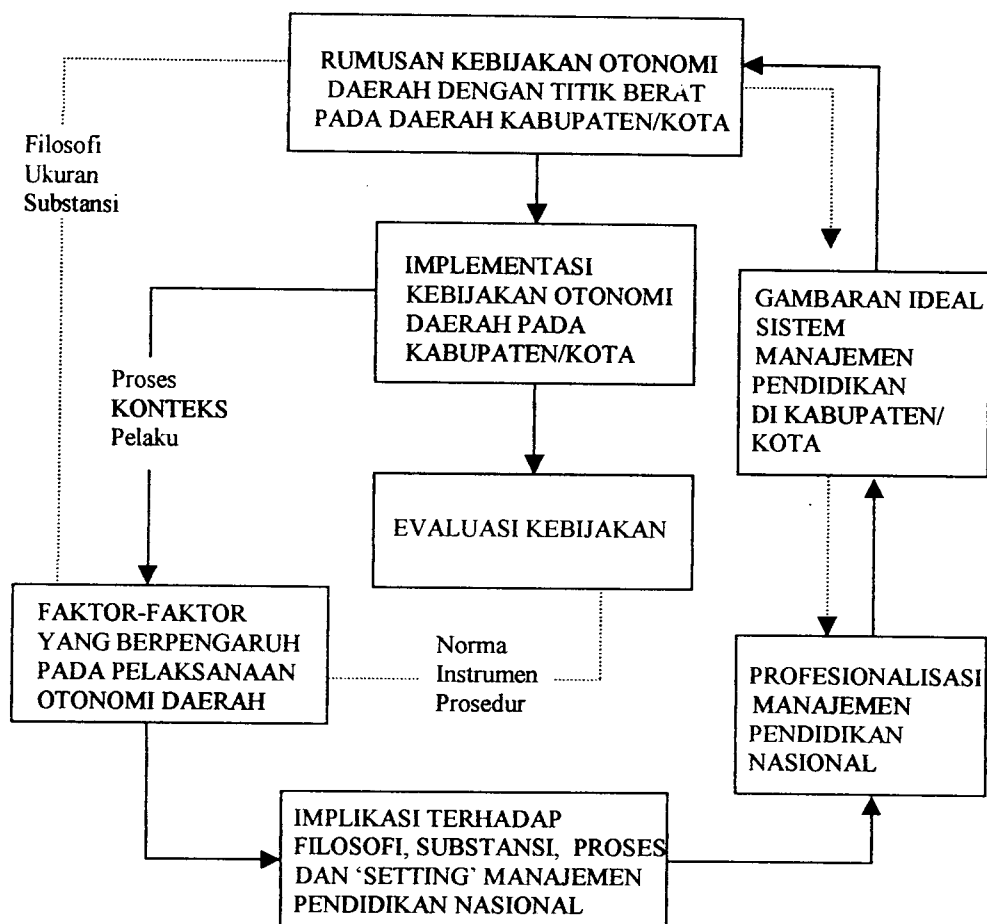 RUMUSAN KEBIJAKAN OTONOMI
DAERAH DENGAN TITIK BERAT
PADA DAERAH KABUPATEN/KOTA
Filosofi
Ukuran
Substansi
IMPLEMENTASI
KEBIJAKAN OTONOMI
DAERAH PADA
KABUPATEN/KOTA
GAMBARAN IDEAL
SISTEM
MANAJEMEN
PENDIDIKAN
DI KABUPATEN/
KOTA
Proses
KONTEKS
Pelaku
EVALUASI KEBIJAKAN
FAKTOR-FAKTOR
YANG BERPENGARUH
PADA PELAKSANAAN
OTONOMI DAERAH
Norma
Instrumen
Prosedur
PROFESIONALISASI
MANAJEMEN
PENDIDIKAN
NASIONAL
IMPLIKASI TERHADAP
FILOSOFI, SUBSTANSI, PROSES
DAN ‘SETTING’ MANAJEMEN
PENDIDIKAN NASIONAL